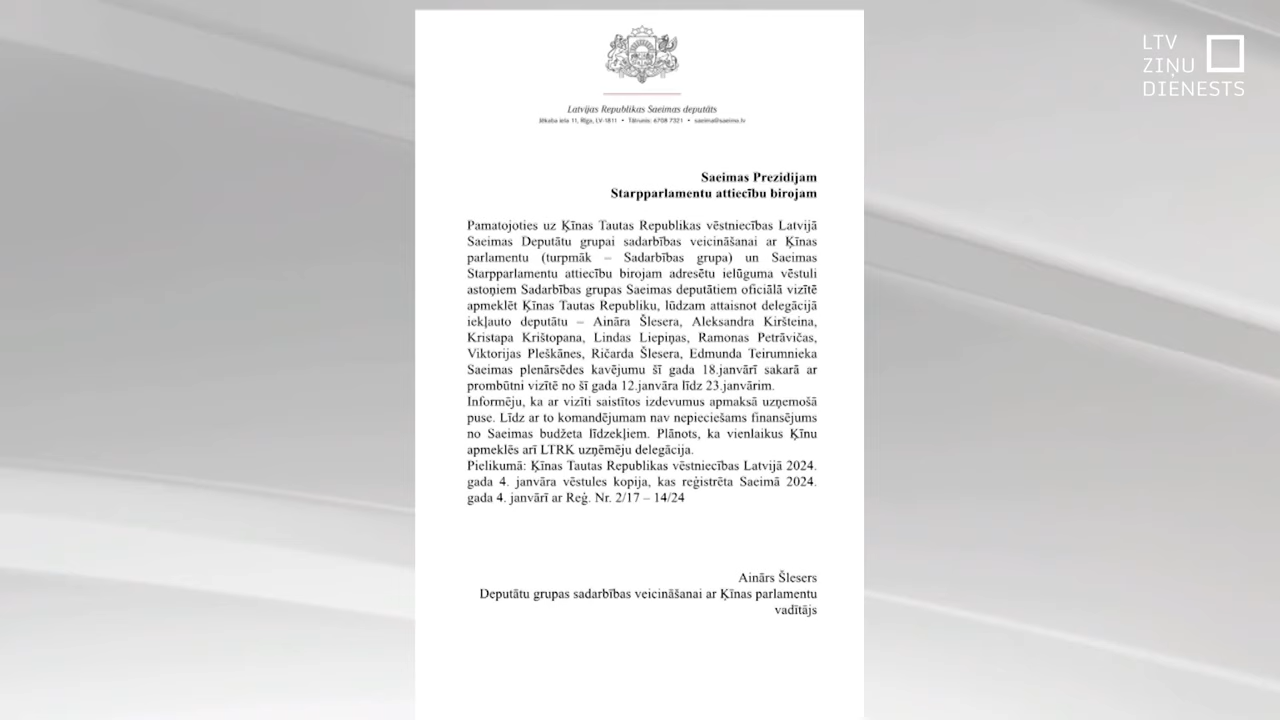 LTV
ZIŅU
DIENESTS
Latvijas Republikas Saeimas deputāts
Jēkaba iela 11, Rīga, LV-1811 • Tālrunis: 6708 7321 • saeima@saeima.lv
Saeimas Prezidijam
Starpparlamentu attiecību birojam
Pamatojoties uz Ķīnas Tautas Republikas vēstniecības Latvijā
Saeimas Deputātu grupai sadarbības veicināšanai ar Ķīnas
parlamentu (turpmāk – Sadarbības grupa) un Saeimas
Starpparlamentu attiecību birojam adresētu ielūguma vēstuli
astoņiem Sadarbības grupas Saeimas deputātiem oficiālā vizītē
apmeklēt Ķīnas Tautas Republiku, lūdzam attaisnot delegācijā
iekļauto deputātu – Aināra Šlesera, Aleksandra Kiršteina,
Kristapa Krištopana, Lindas Liepiņas, Ramonas Petrāvičas,
Viktorijas Pleškānes, Ričarda Šlesera, Edmunda Teirumnieka
Saeimas plenārsēdes kavējumu šī gada 18.janvārī sakarā ar
prombūtni vizītē no šī gada 12.janvāra līdz 23.janvārim.
Informēju, ka ar vizīti saistītos izdevumus apmaksā uzņemošā
puse. Līdz ar to komandējumam nav nepieciešams finansējums
no Saeimas budžeta līdzekļiem. Plānots, ka vienlaikus Ķīnu
apmeklēs arī LTRK uzņēmēju delegācija.
Pielikumā: Ķīnas Tautas Republikas vēstniecības Latvijā 2024.
gada 4. janvāra vēstules kopija, kas reģistrēta Saeimā 2024.
gada 4. janvārī ar Reģ. Nr. 2/17 – 14/24
Ainārs Šlesers
Deputātu grupas sadarbības veicināšanai ar Ķīnas parlamentu
vadītājs